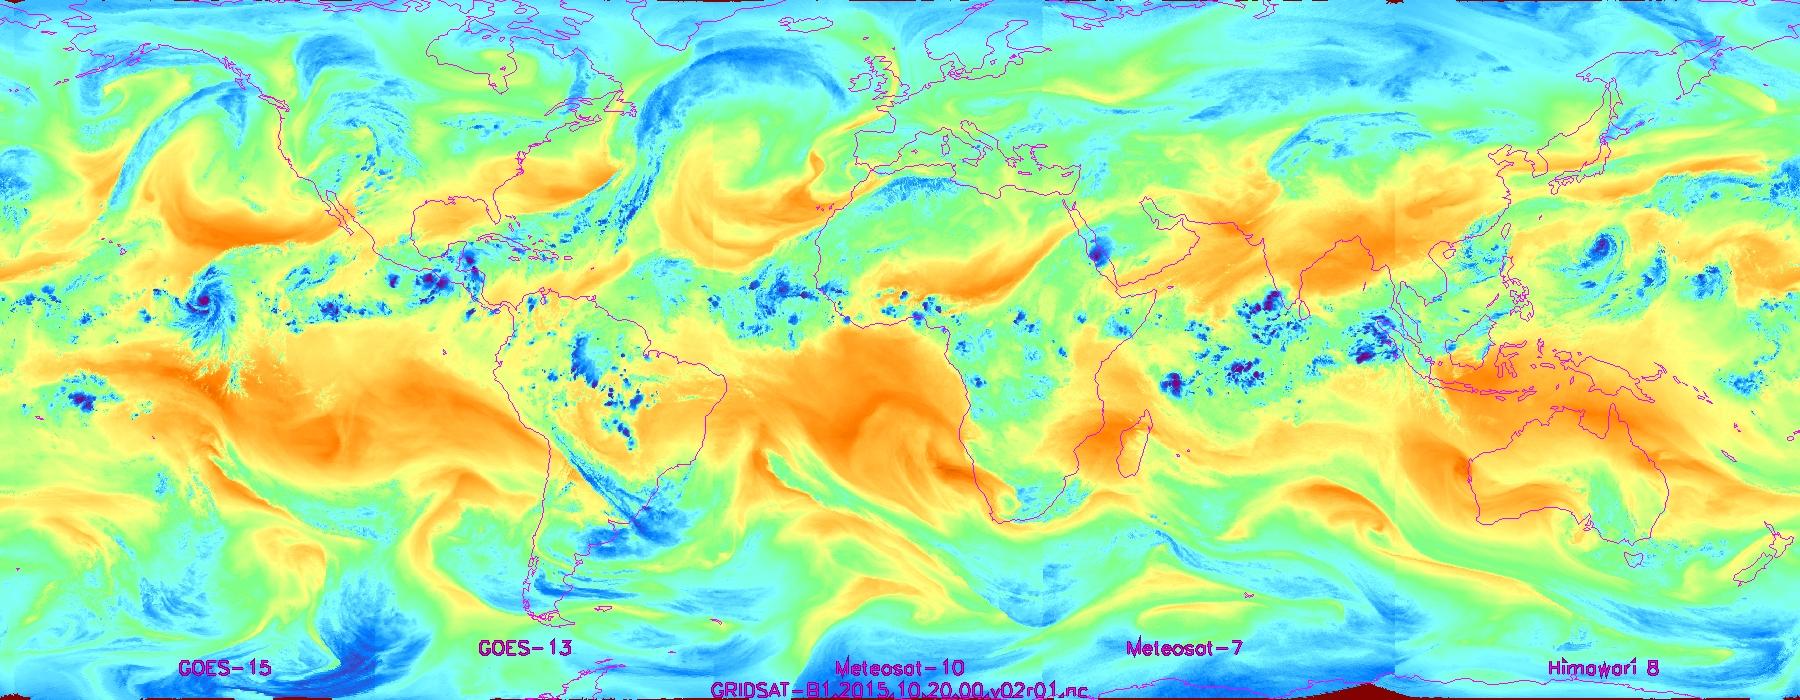 GOES-13
Meteosat-7
GOES-15
Meteosat-10
Himawari 8
GRIDSAT-B1.2015.10.20.00.v02r01.nc